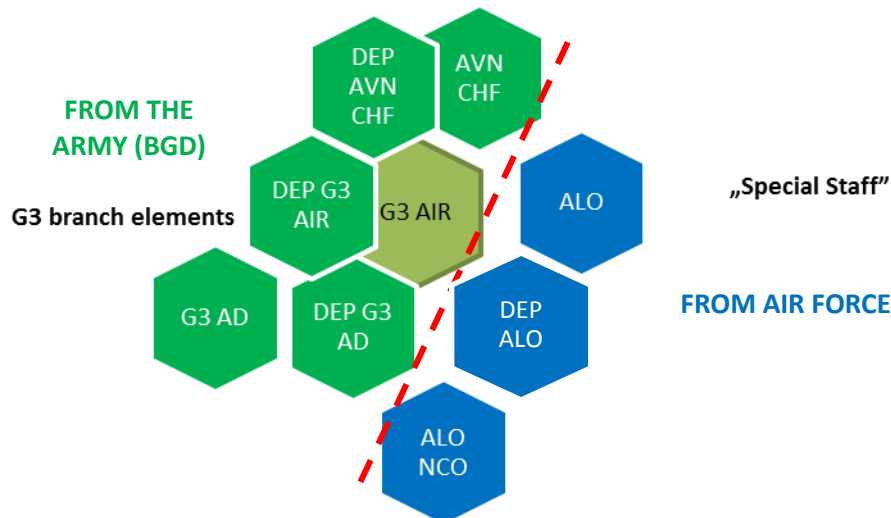 DEP
AVN
CHF
AVN
CHF
FROM THE
ARMY (BGD)
DEP G3
AIR
G3 AIR
ALO
„Special Staff”
G3 branch elements
G3 AD
DEP G3
AD
DEP
ALO
FROM AIR FORCE
ALO
NCO